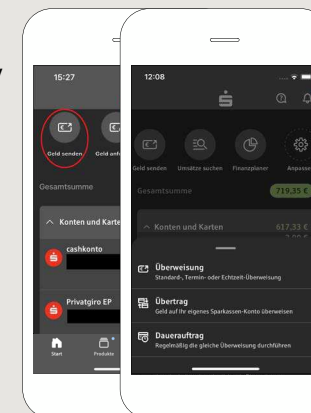 15:27
Geld senden Geld anf
Gesamtsumme
Konten und Karte
cashkonto
Privatgiro EP
Start Produkte
12:08
Geld senden Umsätze suchen Finanzplaner Anpasse
Gesamtsumme 719,35 €
Konten und Karten 617,33 €
Überweisung
Standard-, Termin- oder Echtzeit-Überweisung
Übertrag
Geld auf Ihr eigenes Sparkassen-Konto überweisen
Dauerauftrag
Regelmäßig die gleiche Überweisung durchführen